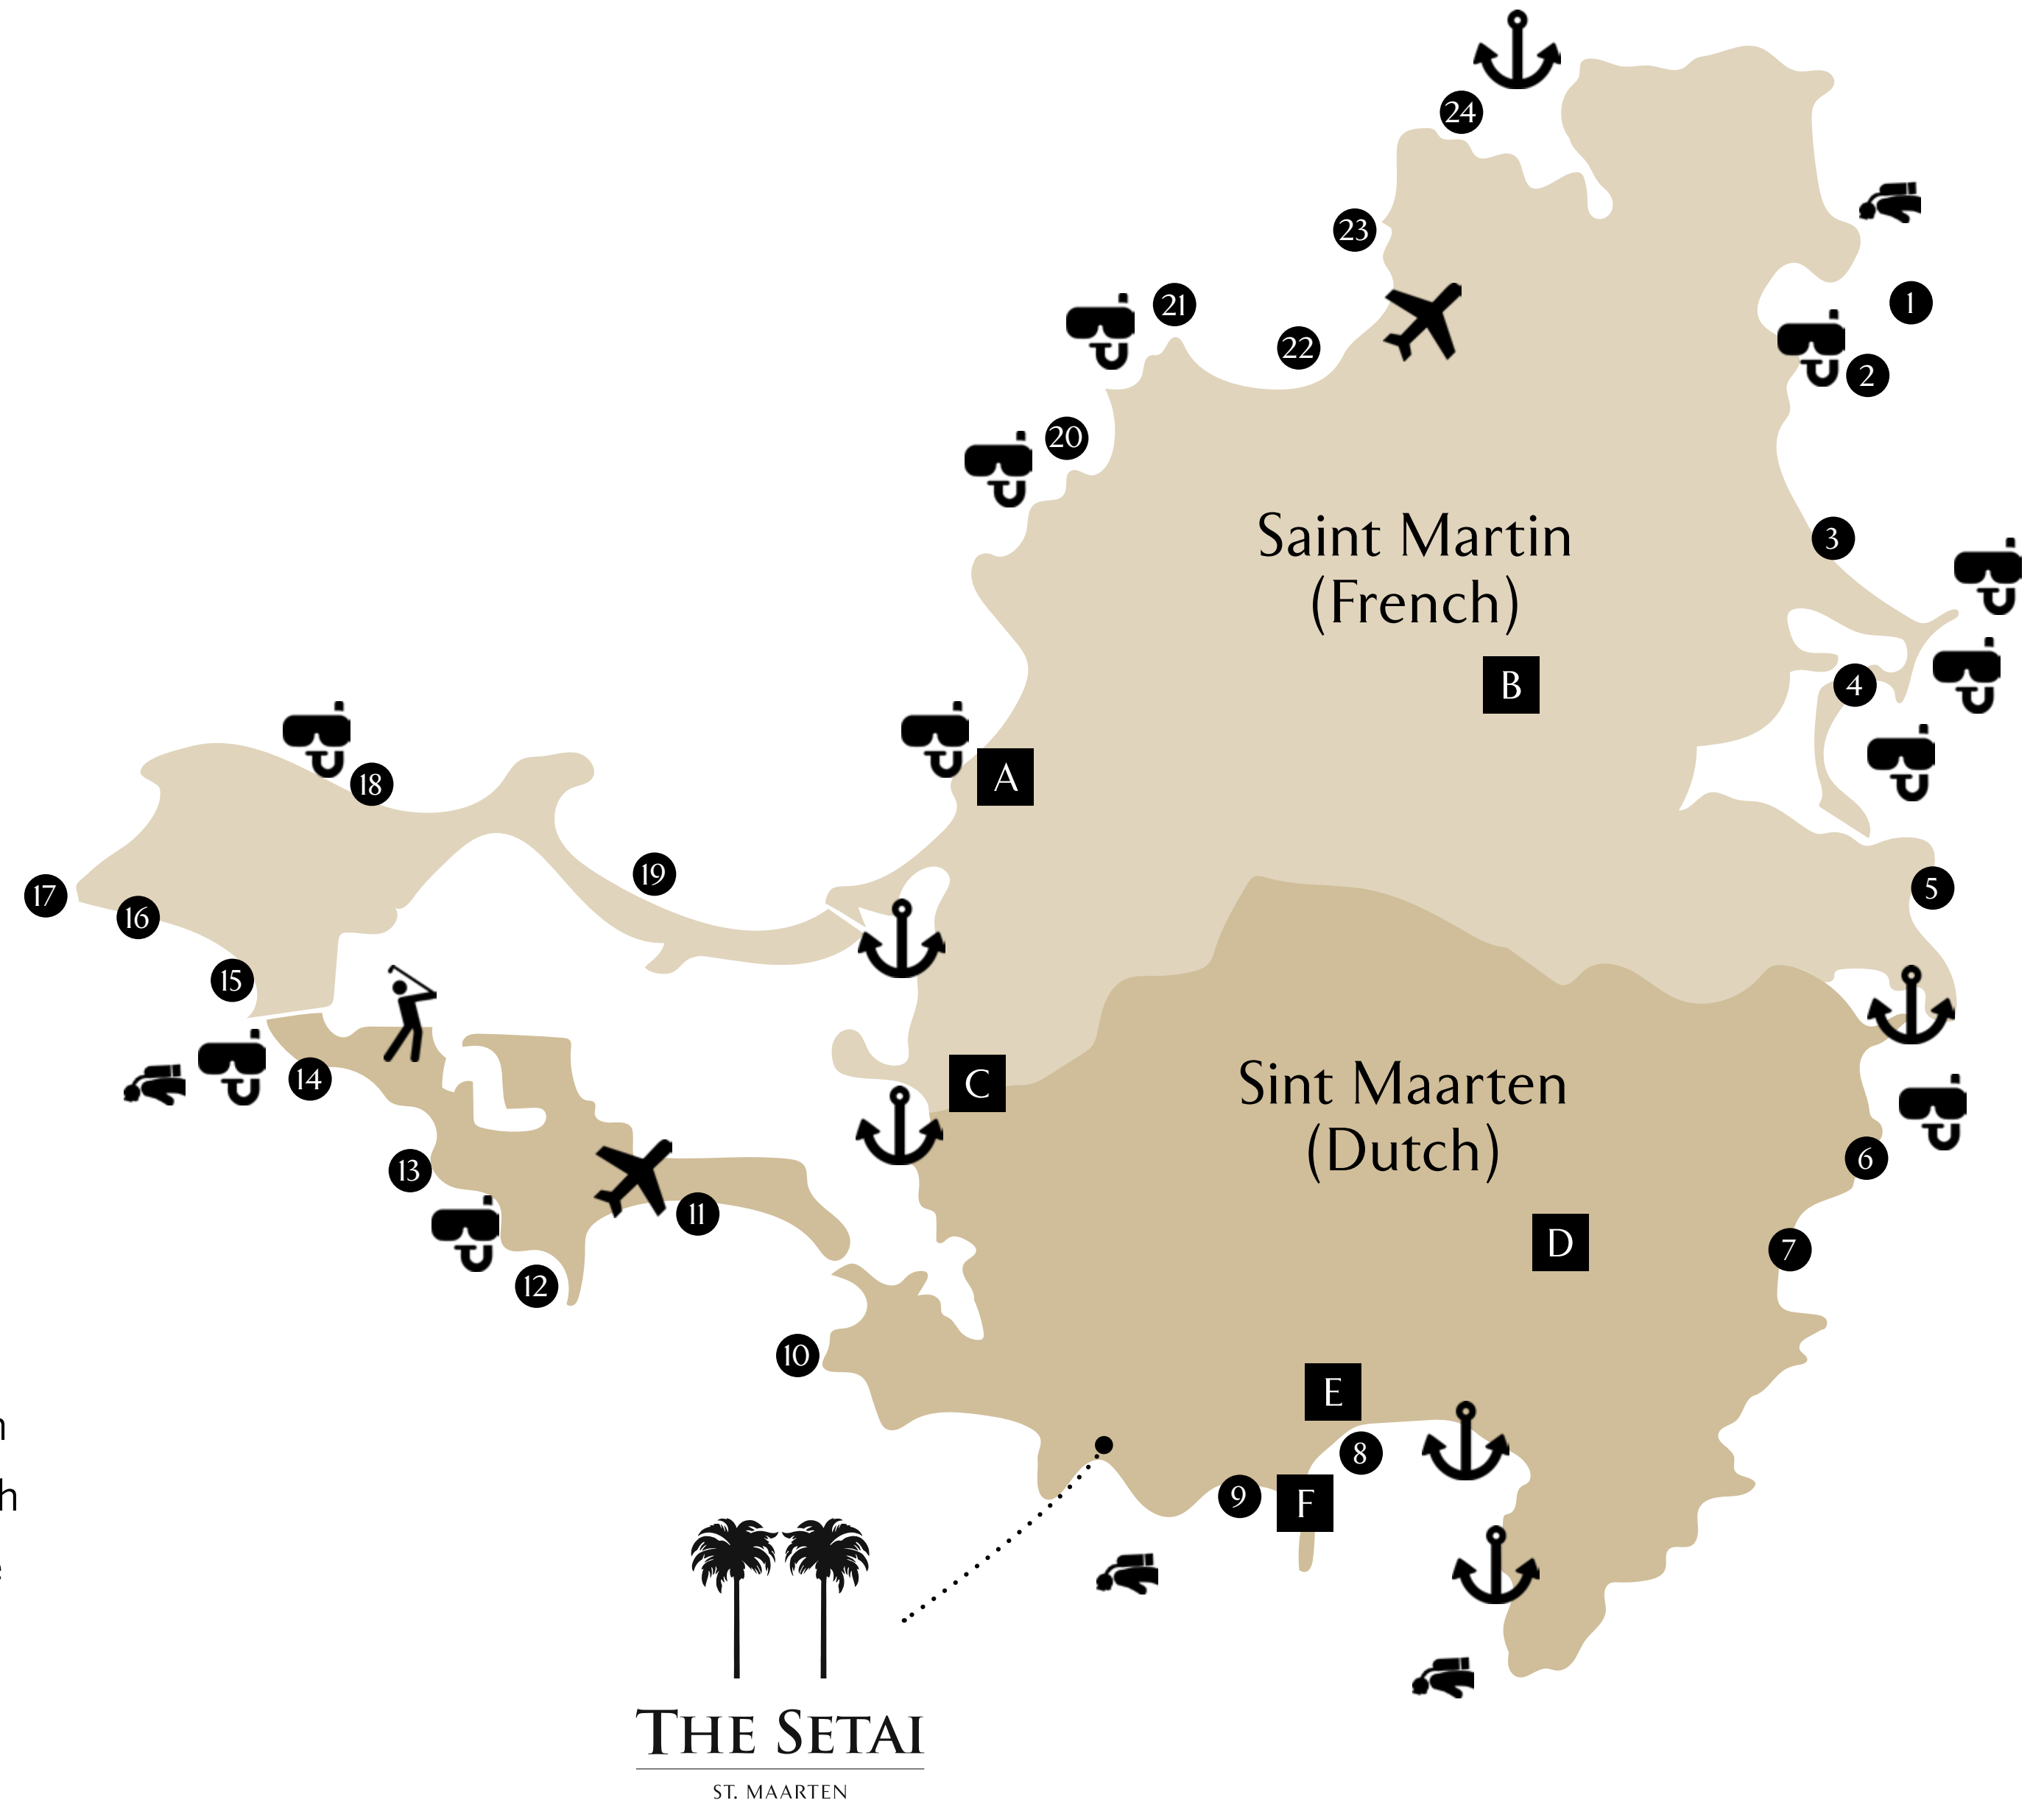 24
23
1
21
22
2
20
Saint Martin
3
(French)
B
4
A
18
19
5
17
16
15
14
C
Sint Maarten
(Dutch)
6
13
11
D
7
12
10
E
8
9
F
THE SETAI
ST. MAARTEN